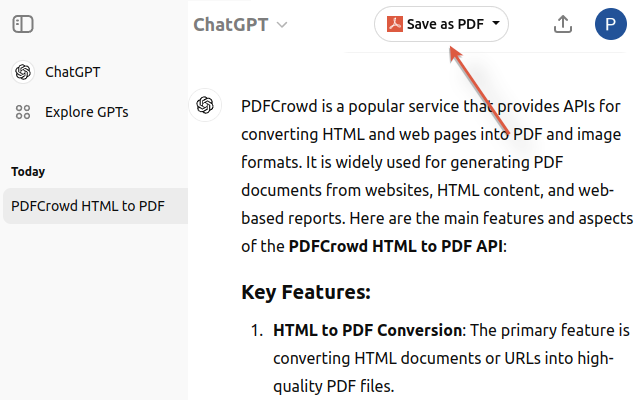 ChatGPT
Save as PDF
P
ChatGPT
Explore GPTs
Today
PDFCrowd HTML to PDF
PDFCrowd is a popular service that provides APIs for
converting HTML and web pages into PDF and image
formats. It is widely used for generating PDF
documents from websites, HTML content, and web-
based reports. Here are the main features and aspects
of the PDFCrowd HTML to PDF API:
Key Features:
1. HTML to PDF Conversion: The primary feature is
converting HTML documents or URLs into high-
quality PDF files.